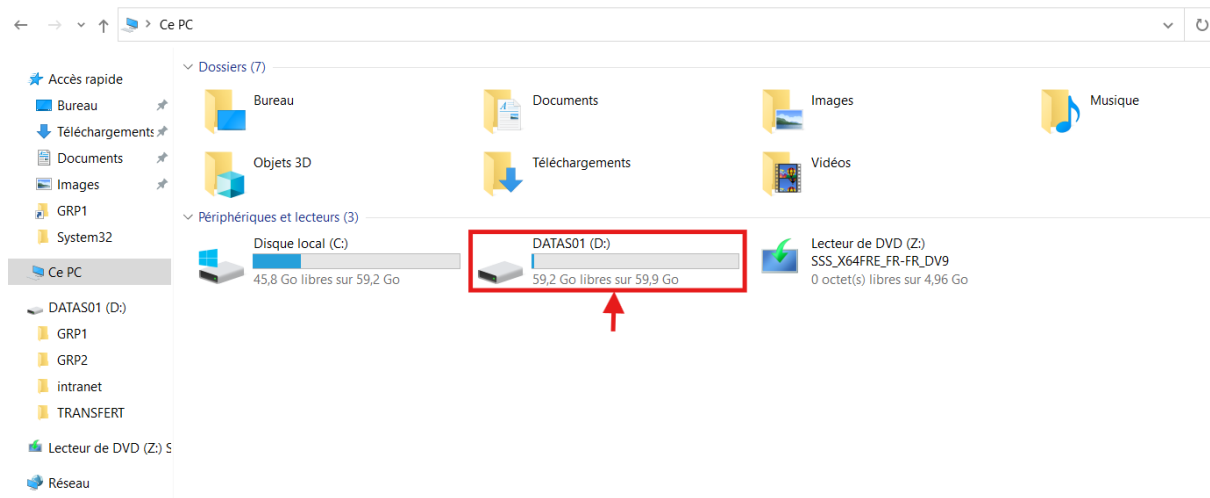 Ce PC
Accès rapide
Bureau
Téléchargements
Documents
Images
GRP1
System32
Ce PC
DATAS01 (D:)
GRP1
GRP2
intranet
TRANSFERT
Lecteur de DVD (Z:) S
Réseau
Dossiers (7)
Bureau
Documents
Images
Musique
Objets 3D
Téléchargements
Vidéos
Périphériques et lecteurs (3)
Disque local (C:)
45,8 Go libres sur 59,2 Go
DATAS01 (D:)
59,2 Go libres sur 59,9 Go
Lecteur de DVD (Z:)
SSS_X64FRE_FR-FR_DV9
0 octet(s) libres sur 4,96 Go